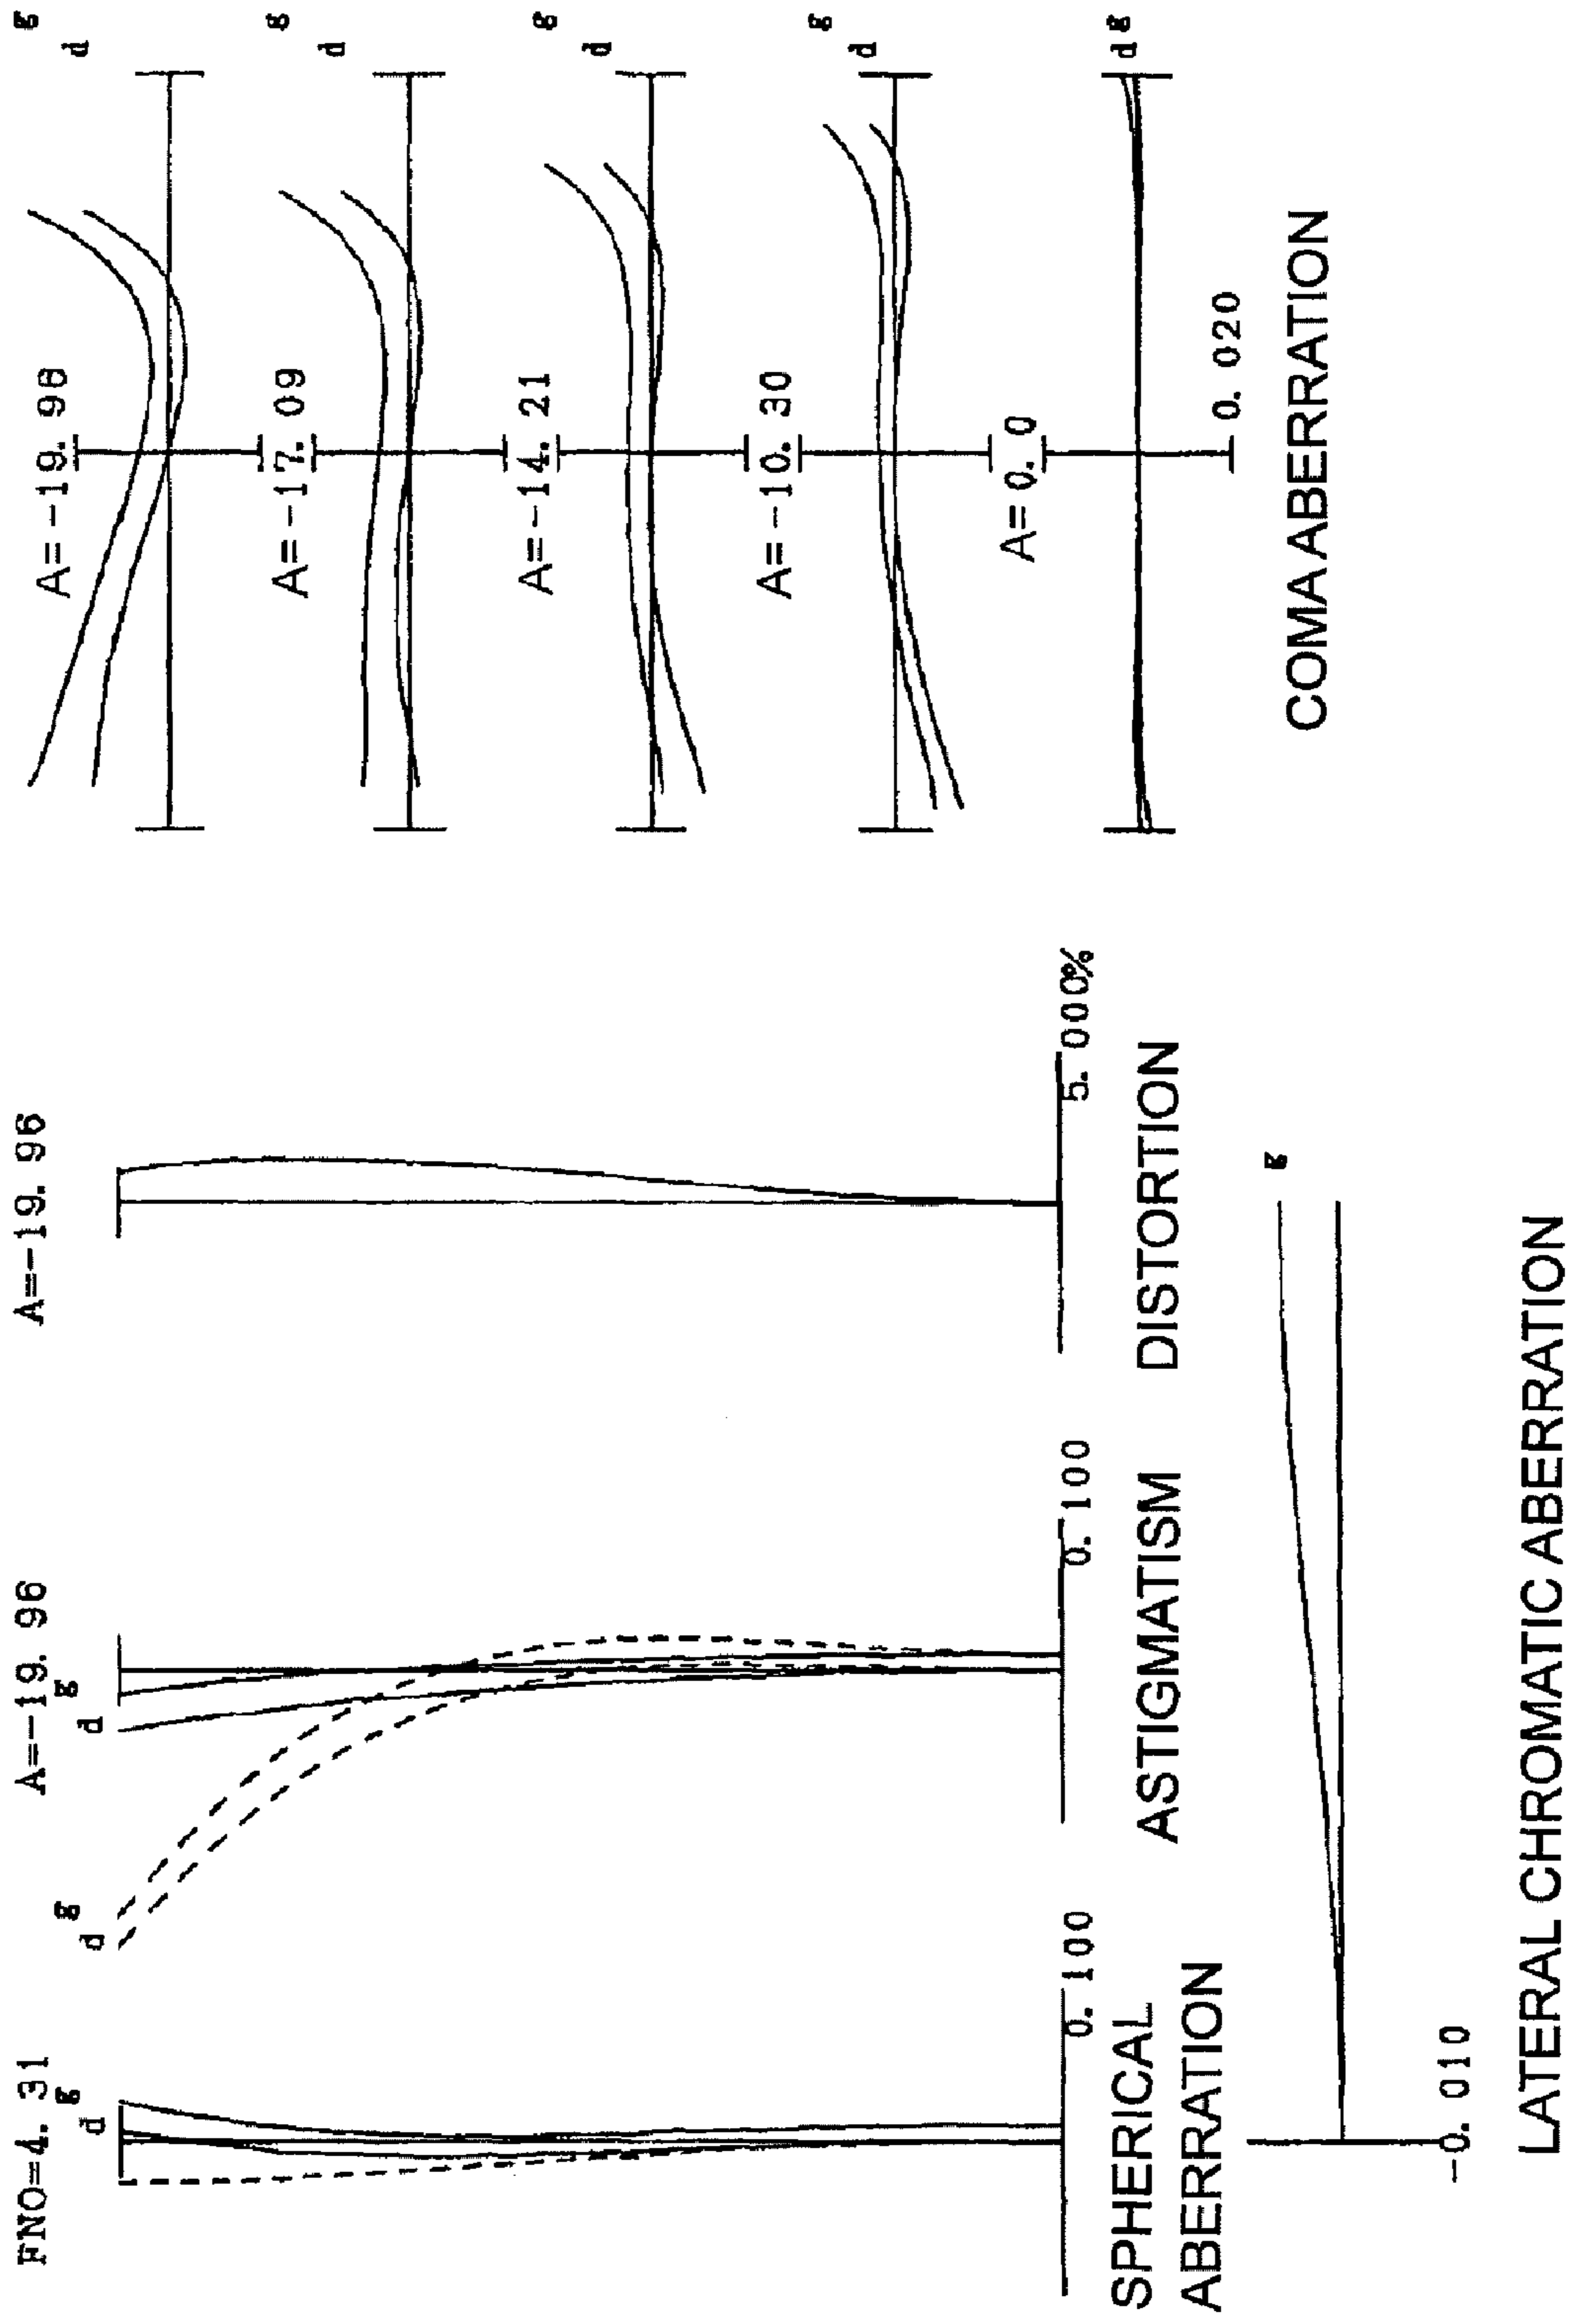 FNO=4. 31
d
g
SPHERICAL
ABERRATION
0. 100
A=-19. 96
d
g
d
g
ASTIGMATISM
0. 100
A=-19. 96
DISTORTION
5. 000%
A=-19. 96
d
g
A=-17. 09
d
g
A=-14. 21
d
g
A=-10. 30
d
g
A= 0. 0
d
g
0. 020
COMA ABERRATION
g
-0. 010
LATERAL CHROMATIC ABERRATION